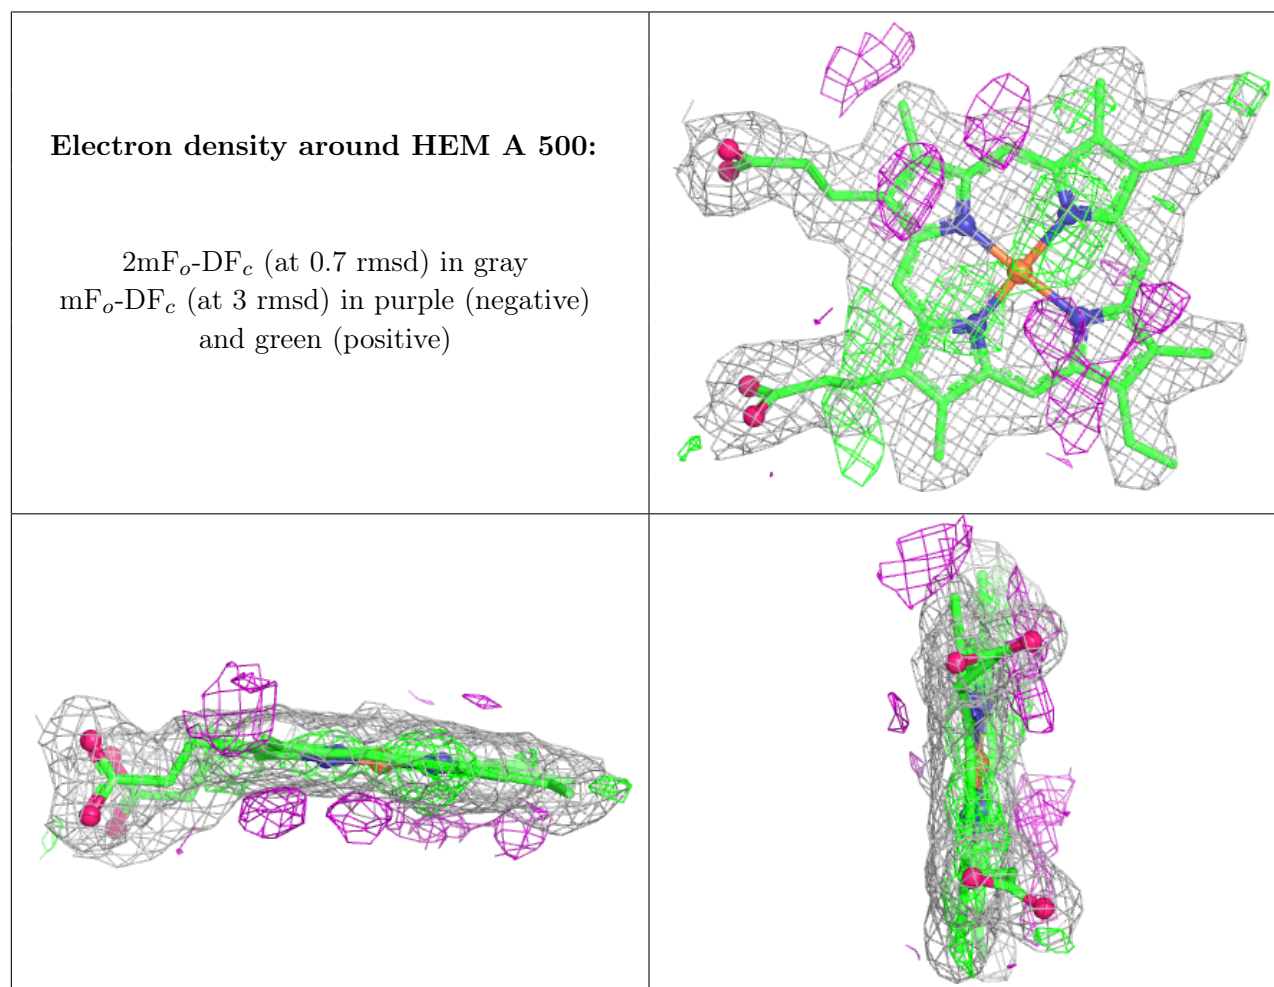 Electron density around HEM A 500:
2mFo-DFc (at 0.7 rmsd) in gray
mFo-DFc (at 3 rmsd) in purple (negative)
and green (positive)